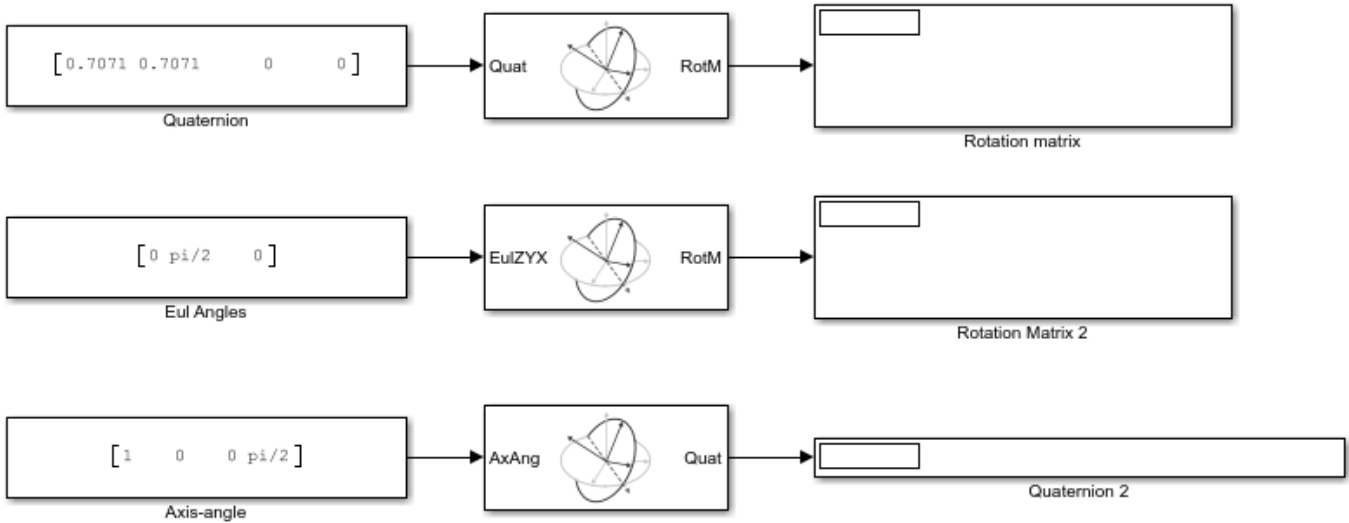 [0.7071 0.7071 0 0]
Quat
RotM
Quaternion
Rotation matrix
[0 pi/2 0]
EulZYX
RotM
Eul Angles
Rotation Matrix 2
[1 0 0 pi/2]
AxAng
Quat
Axis-angle
Quaternion 2